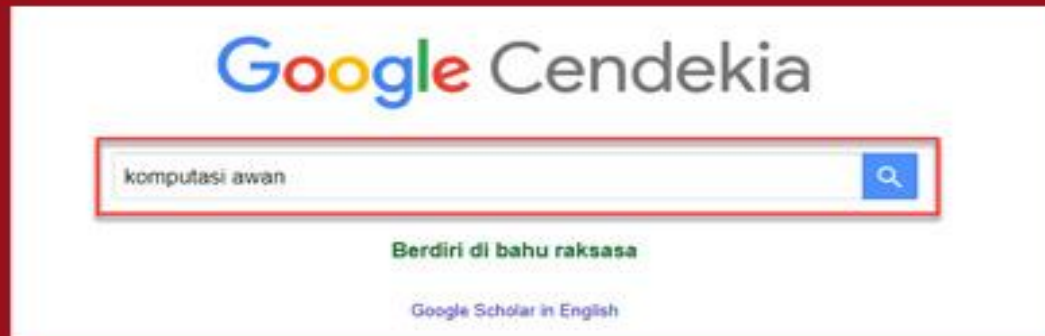 Google Cendekia
komputasi awan
Berdiri di bahu raksasa
Google Scholar in English